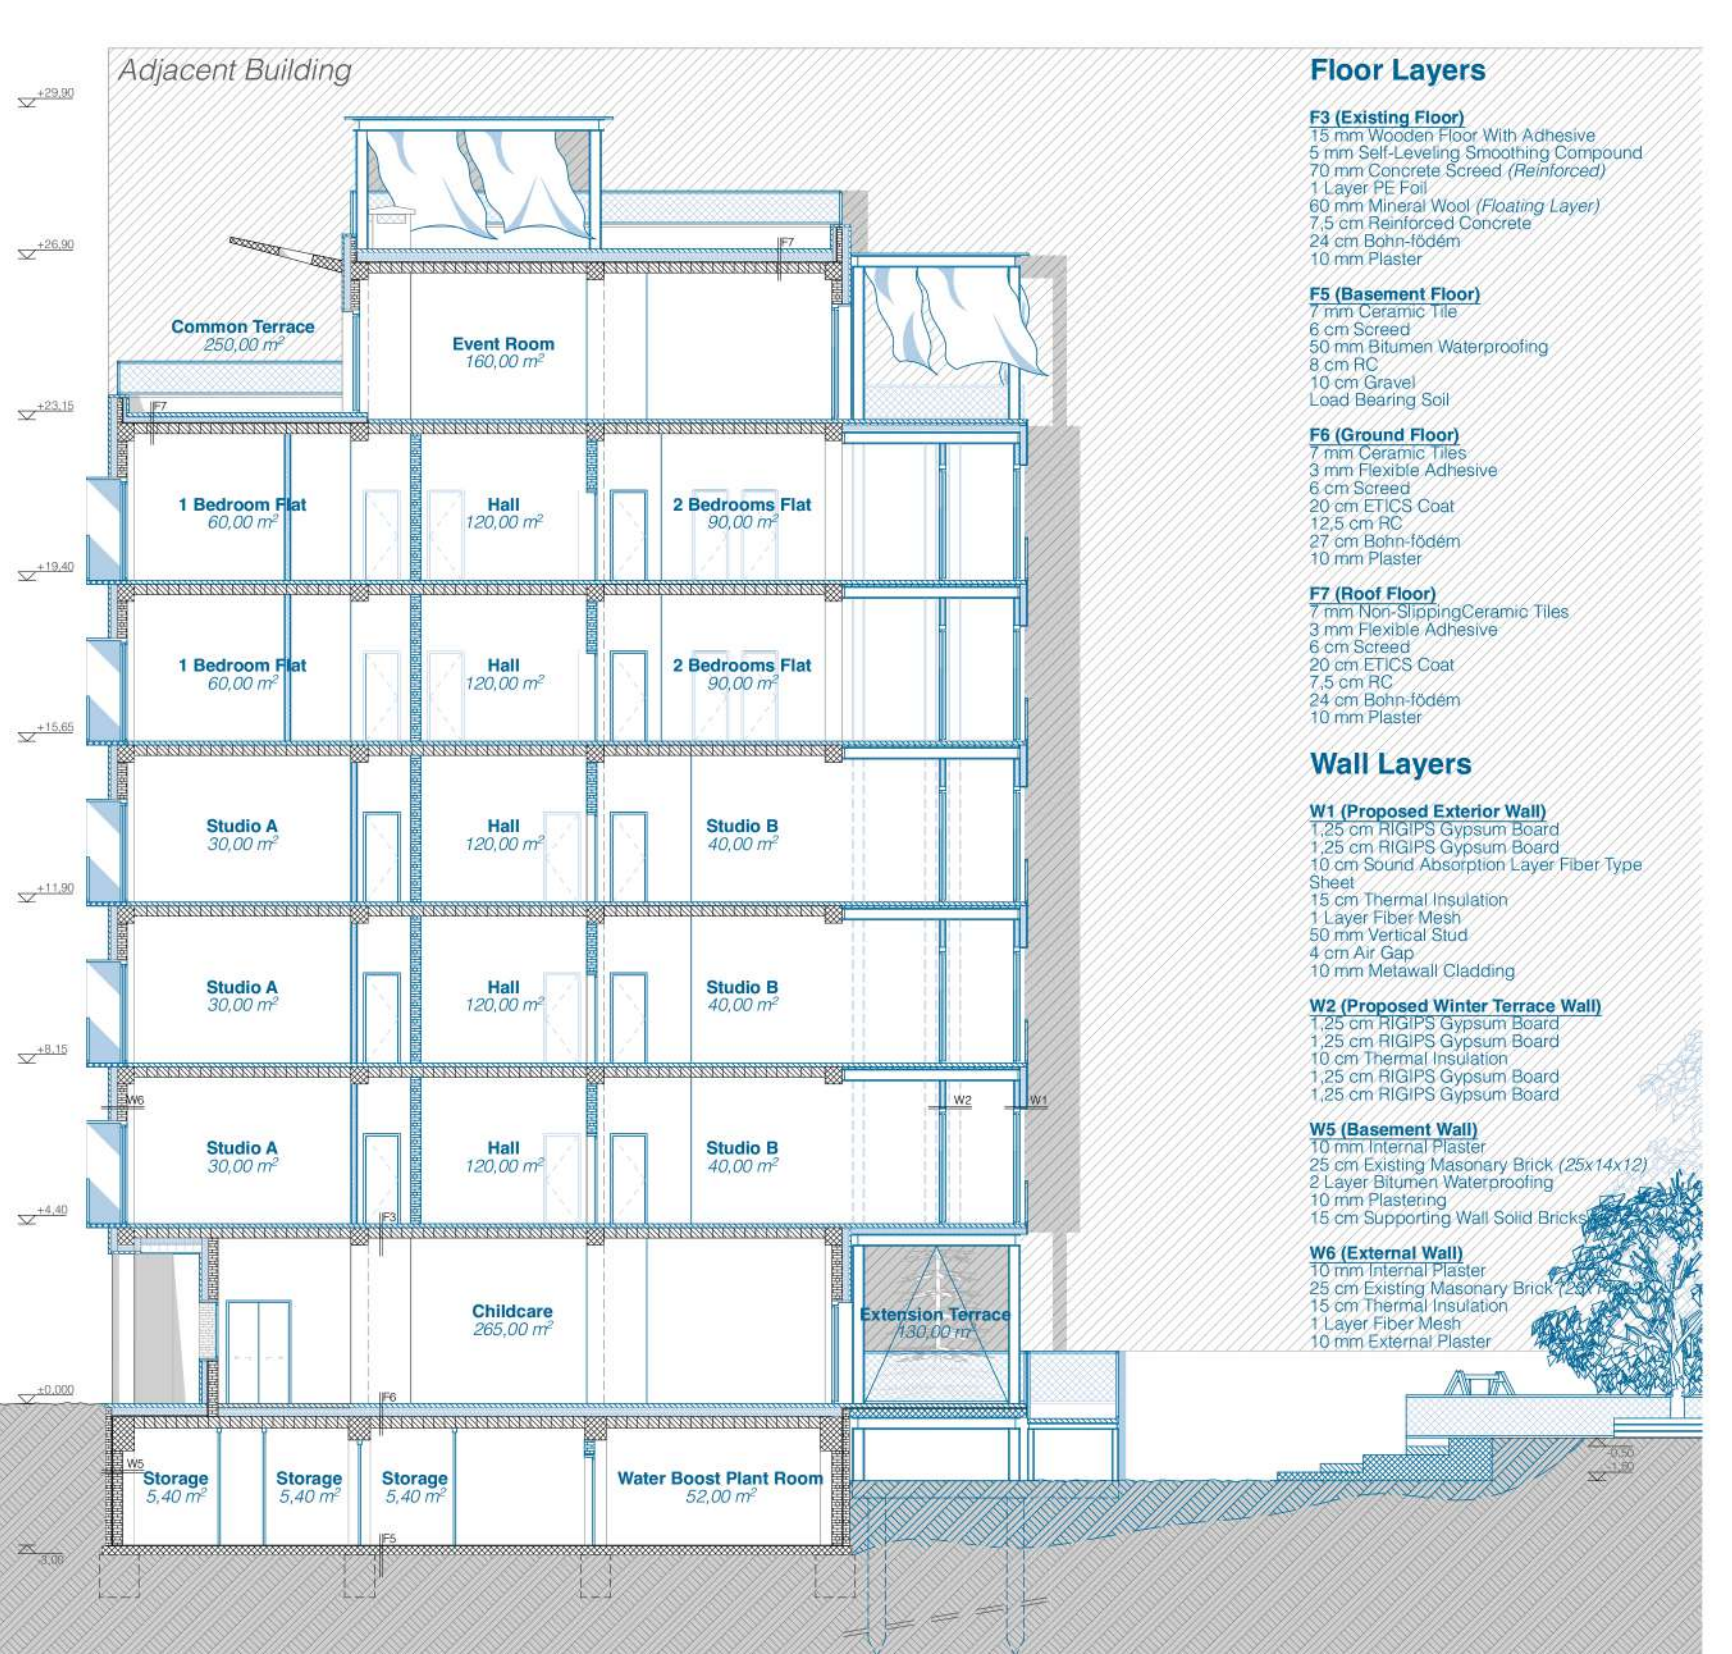 Adjacent Building
+29,90
+26,90
F7
Common Terrace
250,00 m²
Event Room
160,00 m²
+23,15
F7
1 Bedroom Flat
60,00 m²
Hall
120,00 m²
2 Bedrooms Flat
90,00 m²
+19,40
1 Bedroom Flat
60,00 m²
Hall
120,00 m²
2 Bedrooms Flat
90,00 m²
+15,65
Studio A
30,00 m²
Hall
120,00 m²
Studio B
40,00 m²
+11,90
Studio A
30,00 m²
Hall
120,00 m²
Studio B
40,00 m²
+8,15
W6
W2
W1
Studio A
30,00 m²
Hall
120,00 m²
Studio B
40,00 m²
+4,40
F3
Childcare
265,00 m²
Extension Terrace
130,00 m²
±0,000
F6
W5
Storage
5,40 m²
Storage
5,40 m²
Storage
5,40 m²
Water Boost Plant Room
52,00 m²
F5
-3,00
-0,50
-1,50
Floor Layers
F3 (Existing Floor)
15 mm Wooden Floor With Adhesive
5 mm Self-Leveling Smoothing Compound
70 mm Concrete Screed (Reinforced)
1 Layer PE Foil
60 mm Mineral Wool (Floating Layer)
7,5 cm Reinforced Concrete
24 cm Bohn-födém
10 mm Plaster
F5 (Basement Floor)
7 mm Ceramic Tile
6 cm Screed
50 mm Bitumen Waterproofing
8 cm RC
10 cm Gravel
Load Bearing Soil
F6 (Ground Floor)
7 mm Ceramic Tiles
3 mm Flexible Adhesive
6 cm Screed
20 cm ETICS Coat
12,5 cm RC
27 cm Bohn-födém
10 mm Plaster
F7 (Roof Floor)
7 mm Non-SlippingCeramic Tiles
3 mm Flexible Adhesive
6 cm Screed
20 cm ETICS Coat
7,5 cm RC
24 cm Bohn-födém
10 mm Plaster
Wall Layers
W1 (Proposed Exterior Wall)
1,25 cm RIGIPS Gypsum Board
1,25 cm RIGIPS Gypsum Board
10 cm Sound Absorption Layer Fiber Type
Sheet
15 cm Thermal Insulation
1 Layer Fiber Mesh
50 mm Vertical Stud
4 cm Air Gap
10 mm Metawall Cladding
W2 (Proposed Winter Terrace Wall)
1,25 cm RIGIPS Gypsum Board
1,25 cm RIGIPS Gypsum Board
10 cm Thermal Insulation
1,25 cm RIGIPS Gypsum Board
1,25 cm RIGIPS Gypsum Board
W5 (Basement Wall)
10 mm Internal Plaster
25 cm Existing Masonary Brick (25x14x12)
2 Layer Bitumen Waterproofing
10 mm Plastering
15 cm Supporting Wall Solid Bricks
W6 (External Wall)
10 mm Internal Plaster
25 cm Existing Masonary Brick
15 cm Thermal Insulation
1 Layer Fiber Mesh
10 mm External Plaster